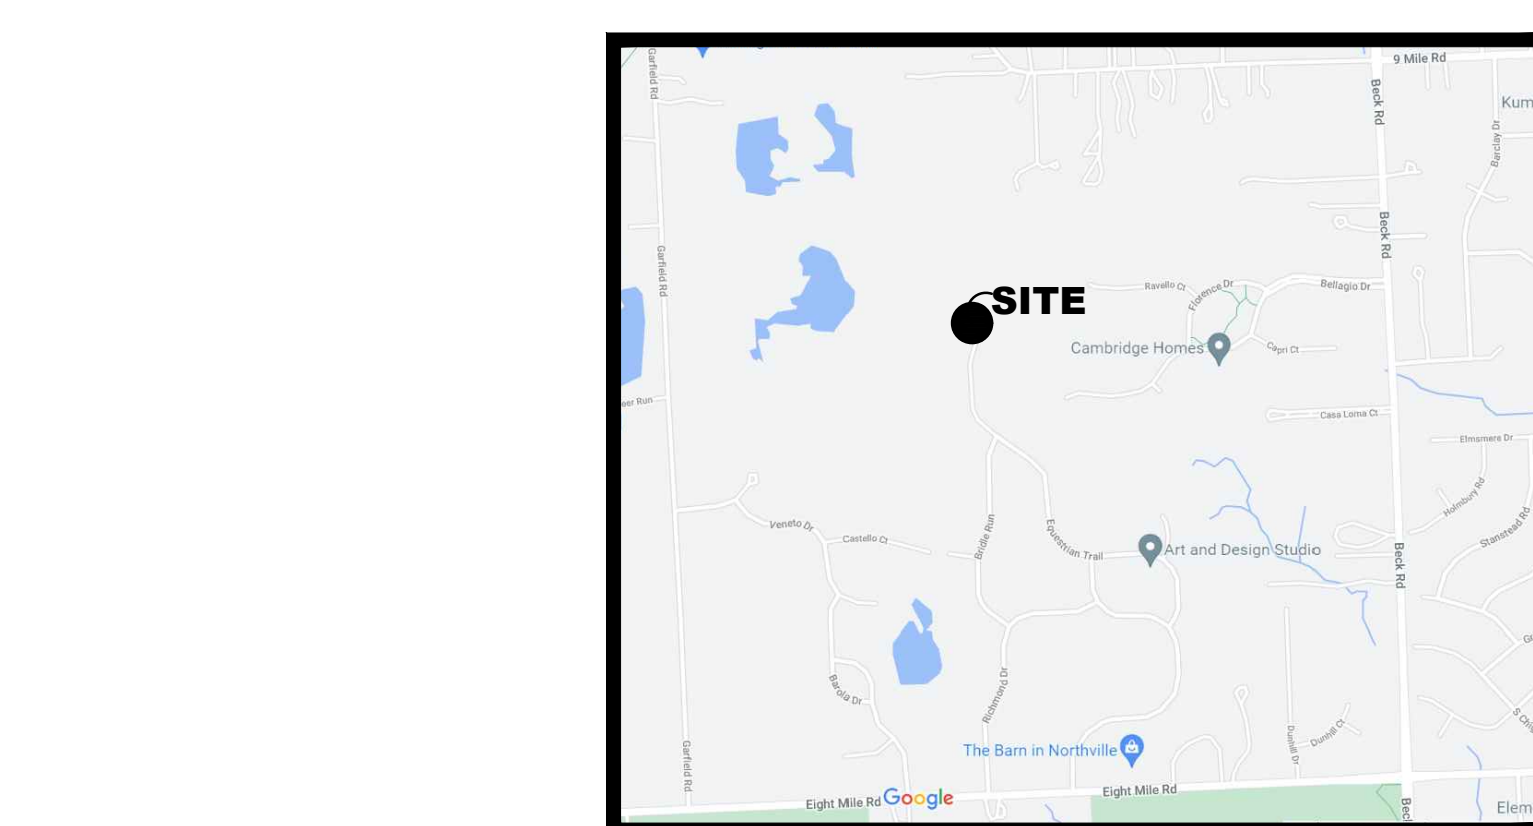 9 Mile Rd
Garfield Rd
Beck Rd
Kum
Barclay Dr
Beck Rd
Garfield Rd
SITE
Ravello Ct
Florence Dr
Bellagio Dr
Cambridge Homes
Capri Ct
eer Run
Casa Loma Ct
Elmsmere Dr
Holmbury Rd
Stanstead Rd
Veneto Dr
Castello Ct
Bridle Run
Equestrian Trail
Art and Design Studio
Beck Rd
Barola Dr
Richmond Dr
Dunhill Dr
Dunhill Ct
Garfield Rd
The Barn in Northville
Eight Mile Rd
Google
Eight Mile Rd
Elem